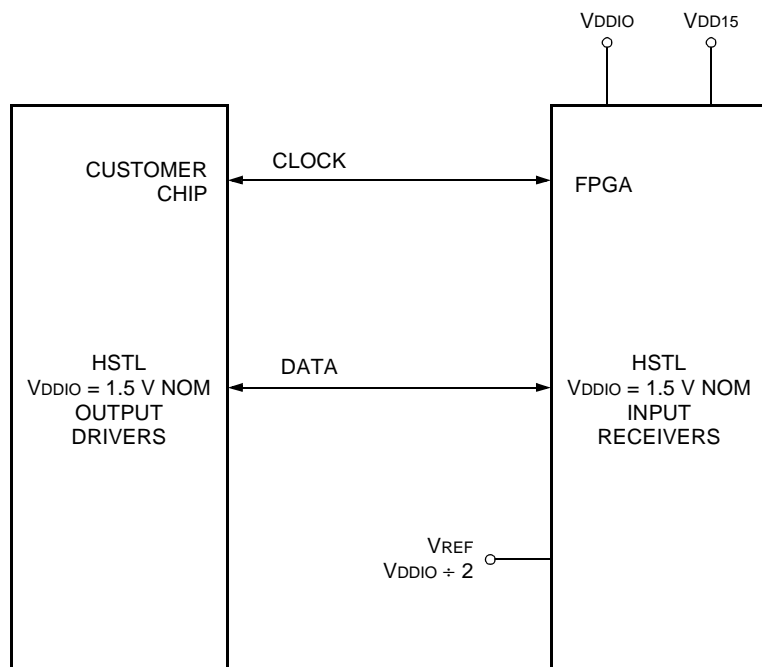 VDDIO VDD15
CUSTOMER
CHIP
CLOCK
FPGA
HSTL
VDDIO = 1.5 V NOM
OUTPUT
DRIVERS
DATA
HSTL
VDDIO = 1.5 V NOM
INPUT
RECEIVERS
VREF
VDDIO ÷ 2